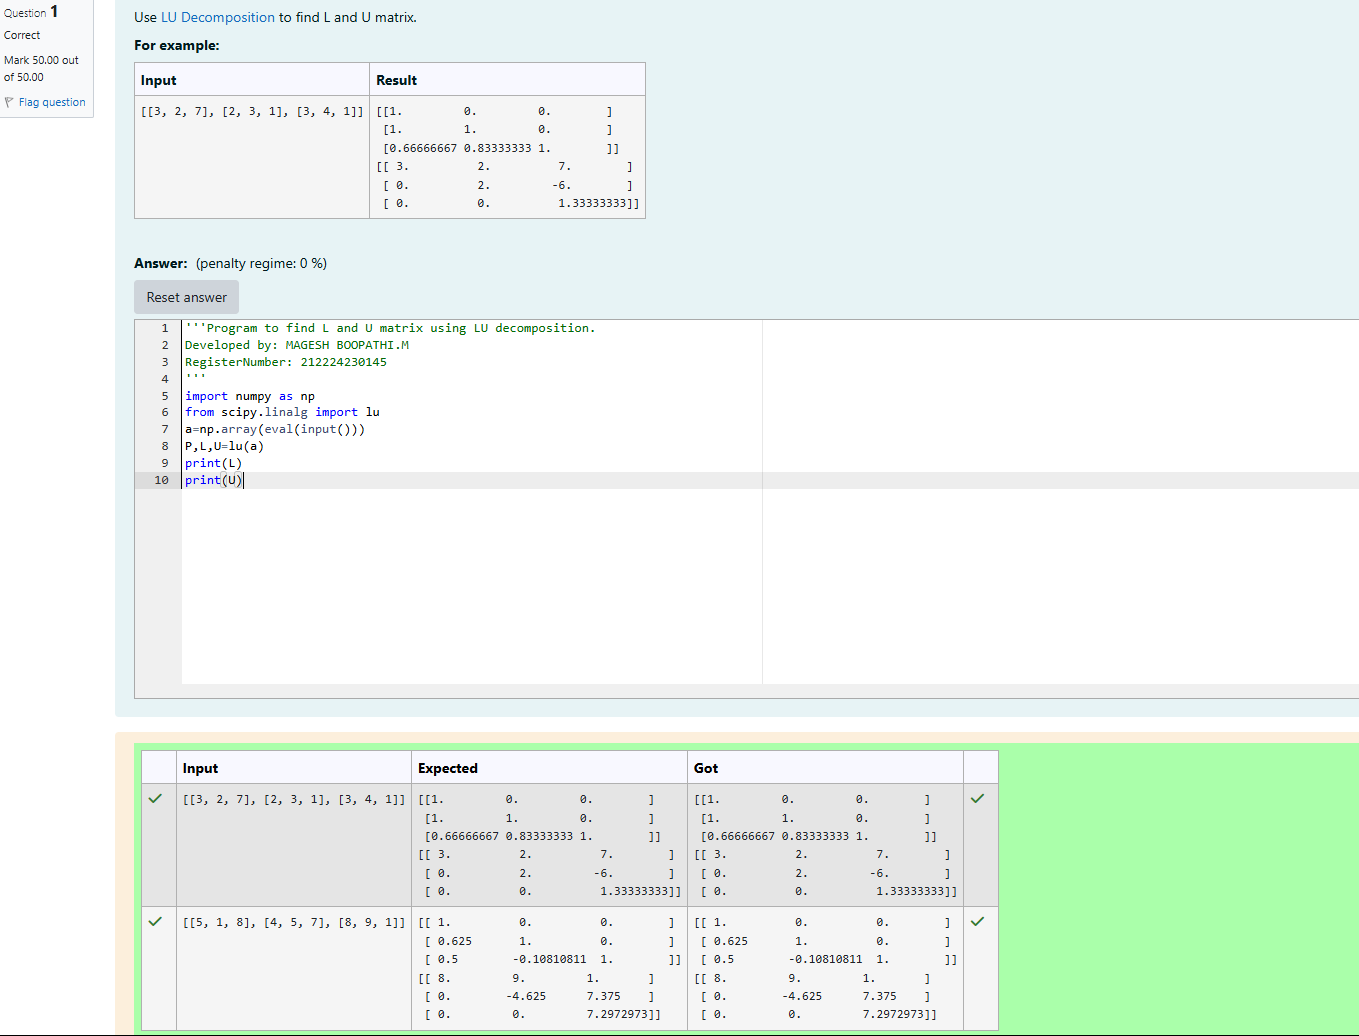 Question 1
Correct
Mark 50.00 out
of 50.00
Flag question
Use LU Decomposition to find L and U matrix.
For example:
Input Result
[[3, 2, 7], [2, 3, 1], [3, 4, 1]] [[1. 0. 0. ]
[1. 1. 0. ]
[0.66666667 0.83333333 1. ]]
[[ 3. 2. 7. ]
[ 0. 2. -6. ]
[ 0. 0. 1.33333333]]
Answer: (penalty regime: 0 %)
Reset answer
1 '''Program to find L and U matrix using LU decomposition.
2 Developed by: MAGESH BOOPATHI.M
3 RegisterNumber: 212224230145
4 '''
5 import numpy as np
6 from scipy.linalg import lu
7 a=np.array(eval(input()))
8 P,L,U=lu(a)
9 print(L)
10 print(U)
Input Expected Got
[[3, 2, 7], [2, 3, 1], [3, 4, 1]] [[1. 0. 0. ] [[1. 0. 0. ]
[1. 1. 0. ] [1. 1. 0. ]
[0.66666667 0.83333333 1. ]] [0.66666667 0.83333333 1. ]]
[[ 3. 2. 7. ] [[ 3. 2. 7. ]
[ 0. 2. -6. ] [ 0. 2. -6. ]
[ 0. 0. 1.33333333]] [ 0. 0. 1.33333333]]
[[5, 1, 8], [4, 5, 7], [8, 9, 1]] [[ 1. 0. 0. ] [[ 1. 0. 0. ]
[ 0.625 1. 0. ] [ 0.625 1. 0. ]
[ 0.5 -0.10810811 1. ]] [ 0.5 -0.10810811 1. ]]
[[ 8. 9. 1. ] [[ 8. 9. 1. ]
[ 0. -4.625 7.375 ] [ 0. -4.625 7.375 ]
[ 0. 0. 7.2972973]] [ 0. 0. 7.2972973]]